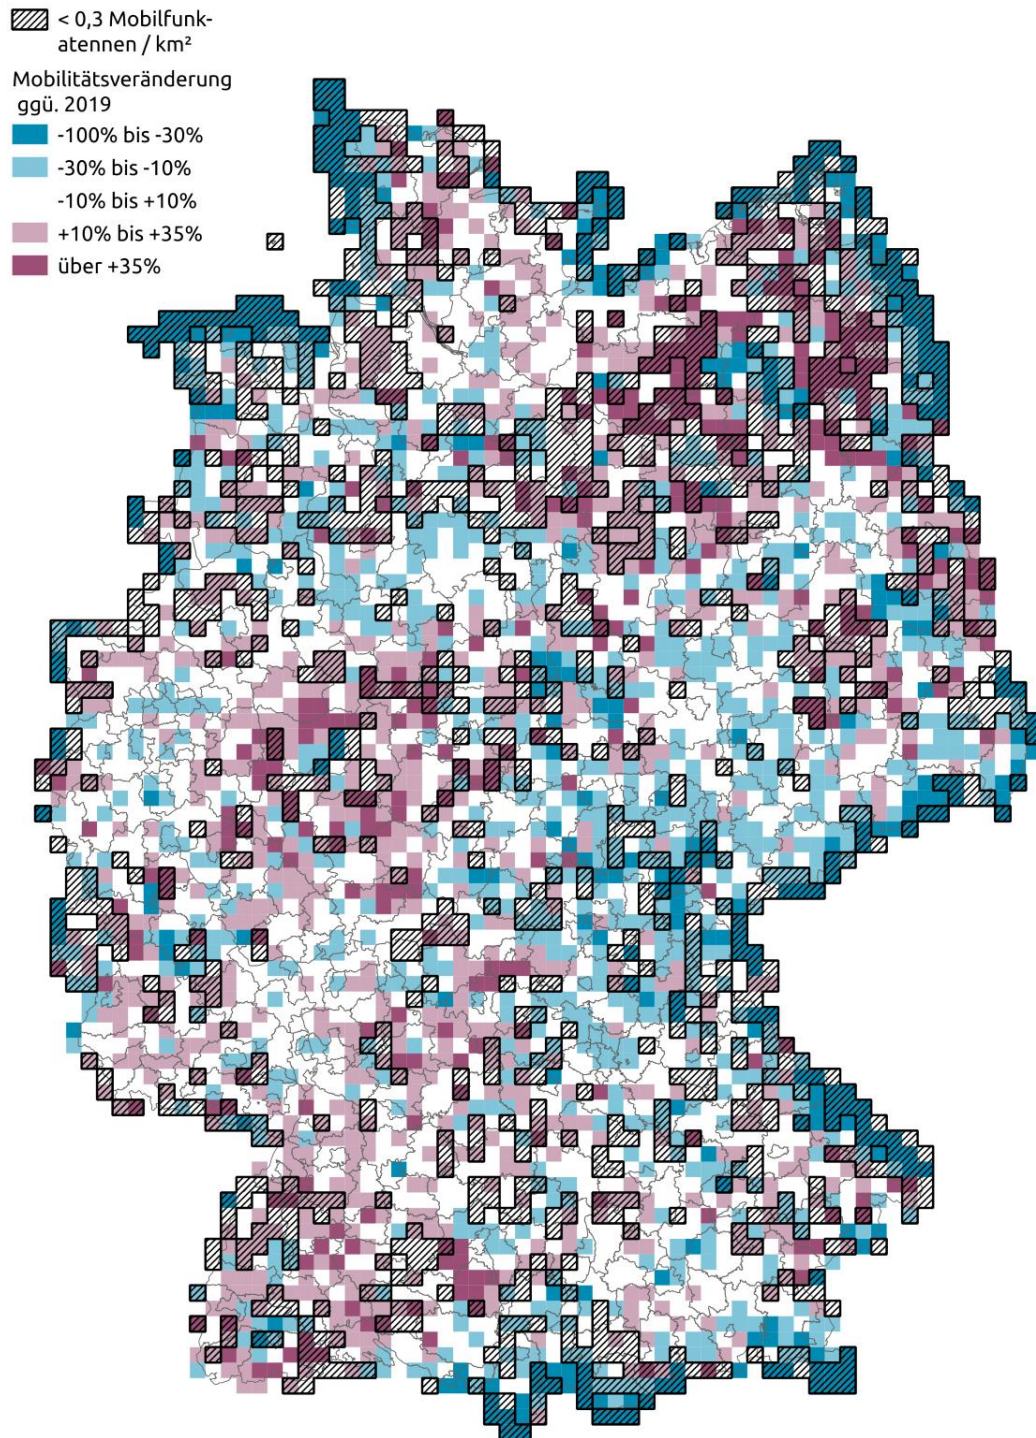 < 0,3 Mobilfunk-
atennen / km²
Mobilitätsveränderung
ggü. 2019
-100% bis -30%
-30% bis -10%
-10% bis +10%
+10% bis +35%
über +35%